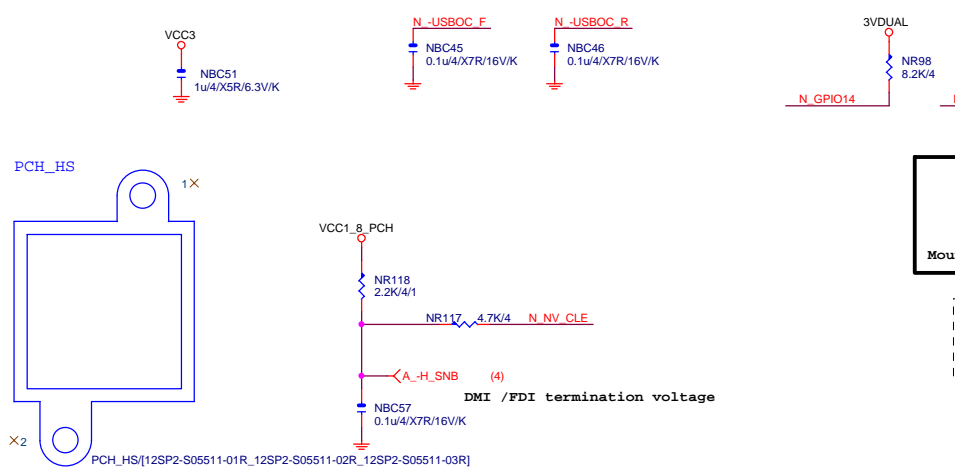 VCC3
NBC51
1u/4/X5R/6.3V/K
N_-USBOC_F
NBC45
0.1u/4/X7R/16V/K
N_-USBOC_R
NBC46
0.1u/4/X7R/16V/K
3VDUAL
NR98
8.2K/4
N_GPIO14
PCH_HS
1
2
PCH_HS/[12SP2-S05511-01R_12SP2-S05511-02R_12SP2-S05511-03R]
VCC1_8_PCH
NR118
2.2K/4/1
NR117 4.7K/4 N_NV_CLE
A_-H_SNB (4)
DMI /FDI termination voltage
NBC57
0.1u/4/X7R/16V/K